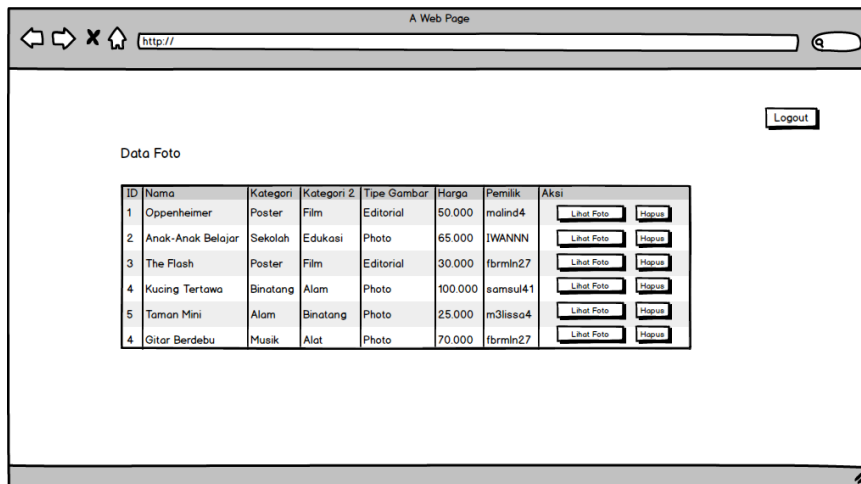 A Web Page
http://
Logout
Data Foto
ID Nama Kategori Kategori 2 Tipe Gambar Harga Pemilik Aksi
1 Oppenheimer Poster Film Editorial 50.000 malind4 Lihat Foto Hapus
2 Anak-Anak Belajar Sekolah Edukasi Photo 65.000 IWANNN Lihat Foto Hapus
3 The Flash Poster Film Editorial 30.000 fbrmln27 Lihat Foto Hapus
4 Kucing Tertawa Binatang Alam Photo 100.000 samsul41 Lihat Foto Hapus
5 Taman Mini Alam Binatang Photo 25.000 m3lissa4 Lihat Foto Hapus
4 Gitar Berdebu Musik Alat Photo 70.000 fbrmln27 Lihat Foto Hapus